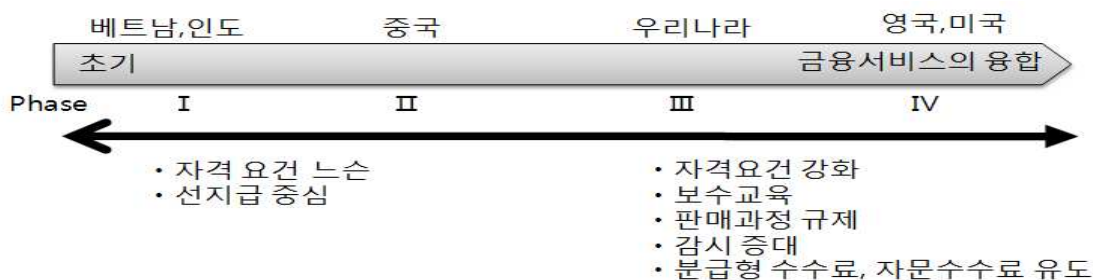 베트남,인도 중국 우리나라 영국,미국
초기 금융서비스의 융합
Phase I II III IV
• 자격 요건 느슨
• 선지급 중심
• 자격요건 강화
• 보수교육
• 판매과정 규제
• 감시 증대
• 분급형 수수료, 자문수수료 유도